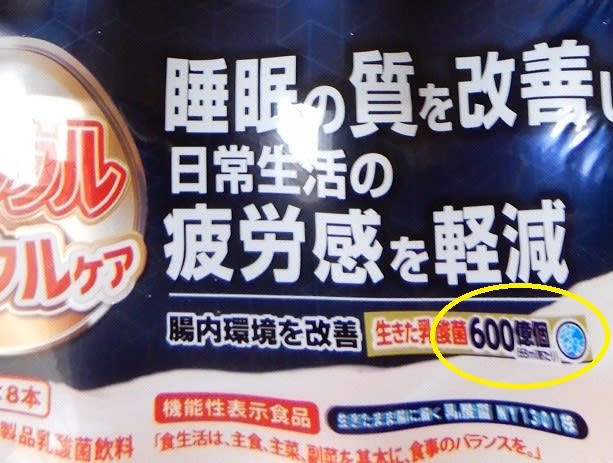 睡眠の質を改善し
日常生活の
疲労感を軽減
クル
フルケア
腸内環境を改善
生きた乳酸菌600億個
×8本
機能性表示食品
製品乳酸菌飲料
「食生活は、主食、主菜、副菜を基本に、食事のバランスを。」